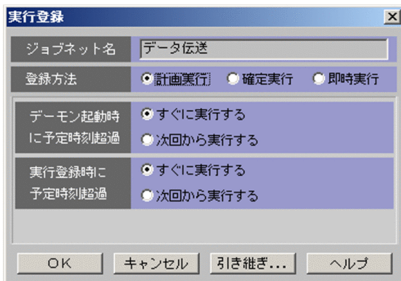 実行登録
ジョブネット名 データ伝送
登録方法 計画実行 確定実行 即時実行
デーモン起動時 すぐに実行する
に予定時刻超過 次回から実行する
実行登録時に すぐに実行する
予定時刻超過 次回から実行する
OK キャンセル 引き継ぎ... ヘルプ